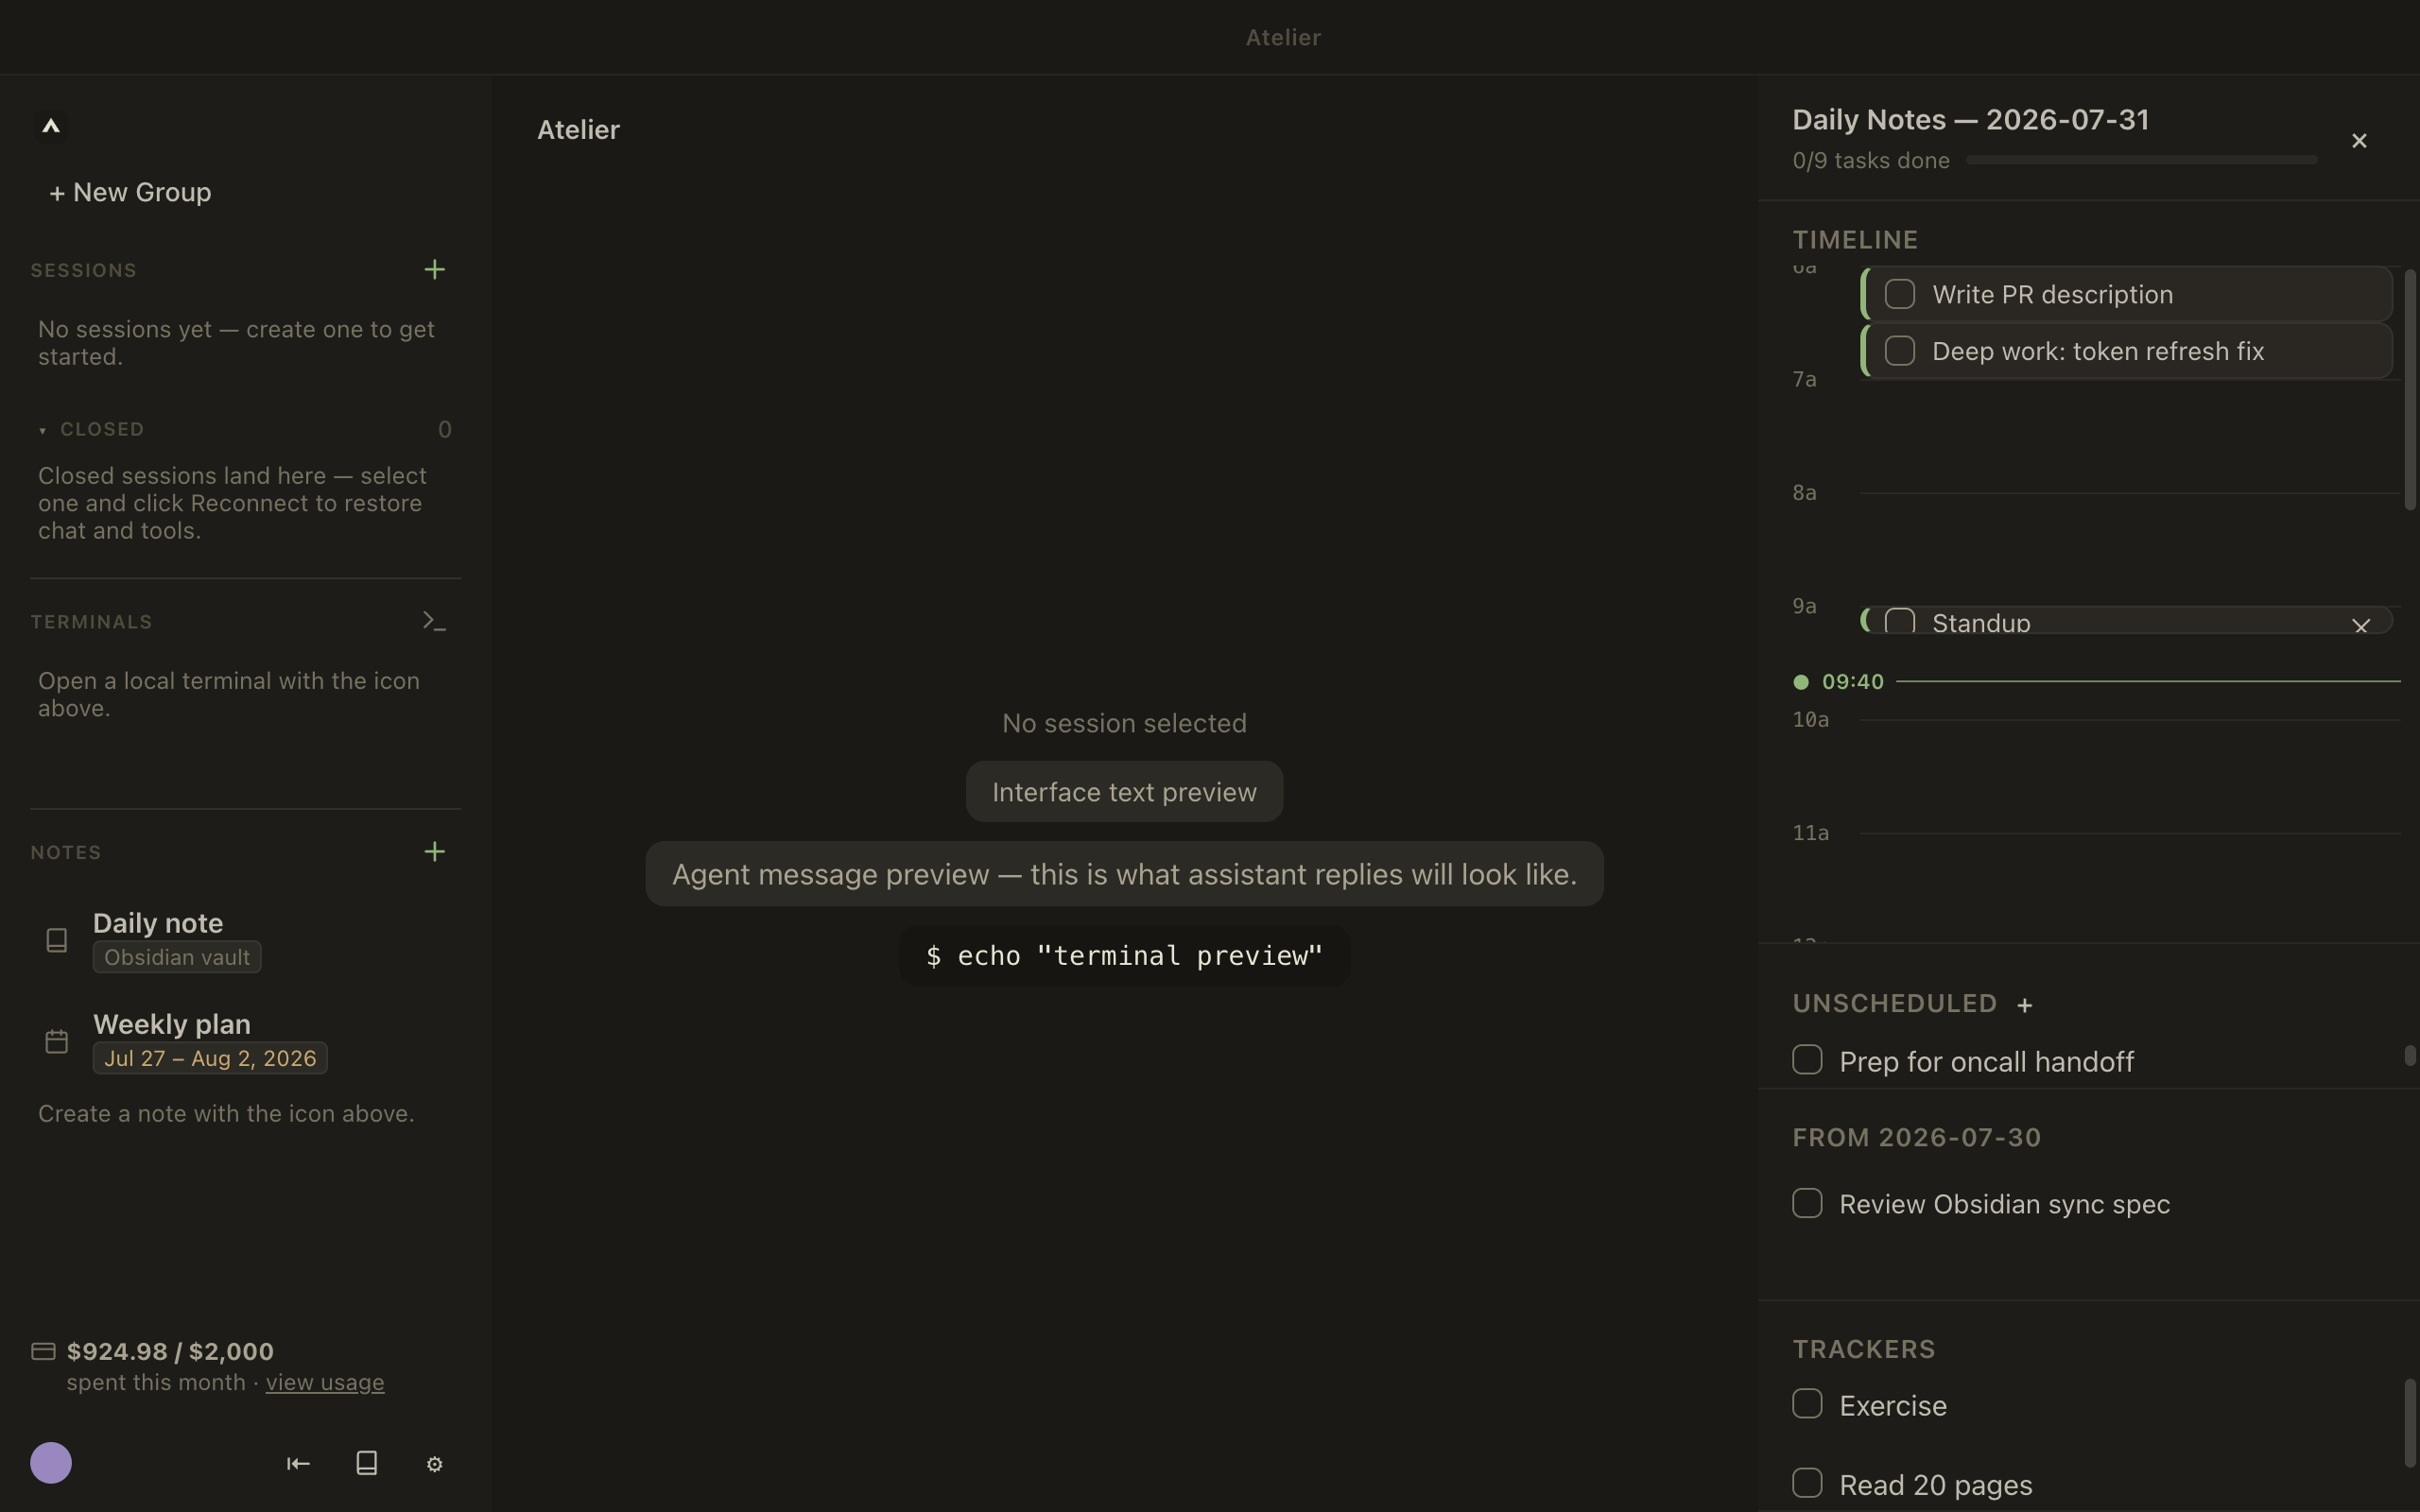 Atelier
+ New Group
SESSIONS
No sessions yet — create one to get
started.
CLOSED 0
Closed sessions land here — select
one and click Reconnect to restore
chat and tools.
TERMINALS
Open a local terminal with the icon
above.
NOTES
Daily note
Obsidian vault
Weekly plan
Jul 27 – Aug 2, 2026
Create a note with the icon above.
$924.98 / $2,000
spent this month · view usage
Atelier
No session selected
Interface text preview
Agent message preview — this is what assistant replies will look like.
$ echo "terminal preview"
Daily Notes — 2026-07-31
0/9 tasks done
TIMELINE
6a
Write PR description
Deep work: token refresh fix
7a
8a
9a
Standup
09:40
10a
11a
UNSCHEDULED +
Prep for oncall handoff
FROM 2026-07-30
Review Obsidian sync spec
TRACKERS
Exercise
Read 20 pages